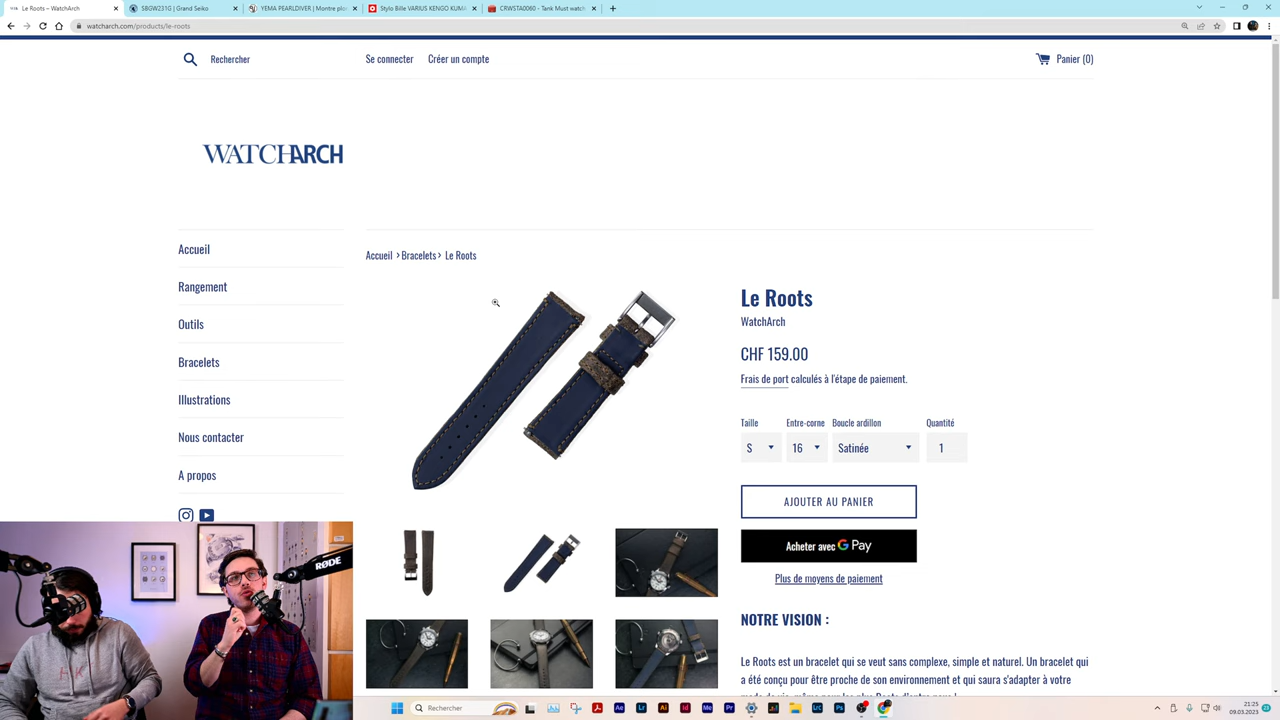 Le Roots – WatchArch
SBGW231G | Grand Seiko
YEMA PEARLDIVER | Montre plon
Stylo Bille VARIUS KENGO KUMA
CRWSTA0060 - Tank Must watch
watcharch.com/products/le-roots
Rechercher
Se connecter
Créer un compte
Panier (0)
WATCHARCH
Accueil
Rangement
Outils
Bracelets
Illustrations
Nous contacter
A propos
Accueil › Bracelets › Le Roots
Le Roots
WatchArch
CHF 159.00
Frais de port calculés à l'étape de paiement.
Taille
Entre-corne
Boucle ardillon
Quantité
S
16
Satinée
1
AJOUTER AU PANIER
Acheter avec G Pay
Plus de moyens de paiement
NOTRE VISION :
Le Roots est un bracelet qui se veut sans complexe, simple et naturel. Un bracelet qui
a été conçu pour être proche de son environnement et qui saura s'adapter à votre
RØDE
Rechercher
21:25
09.03.2023